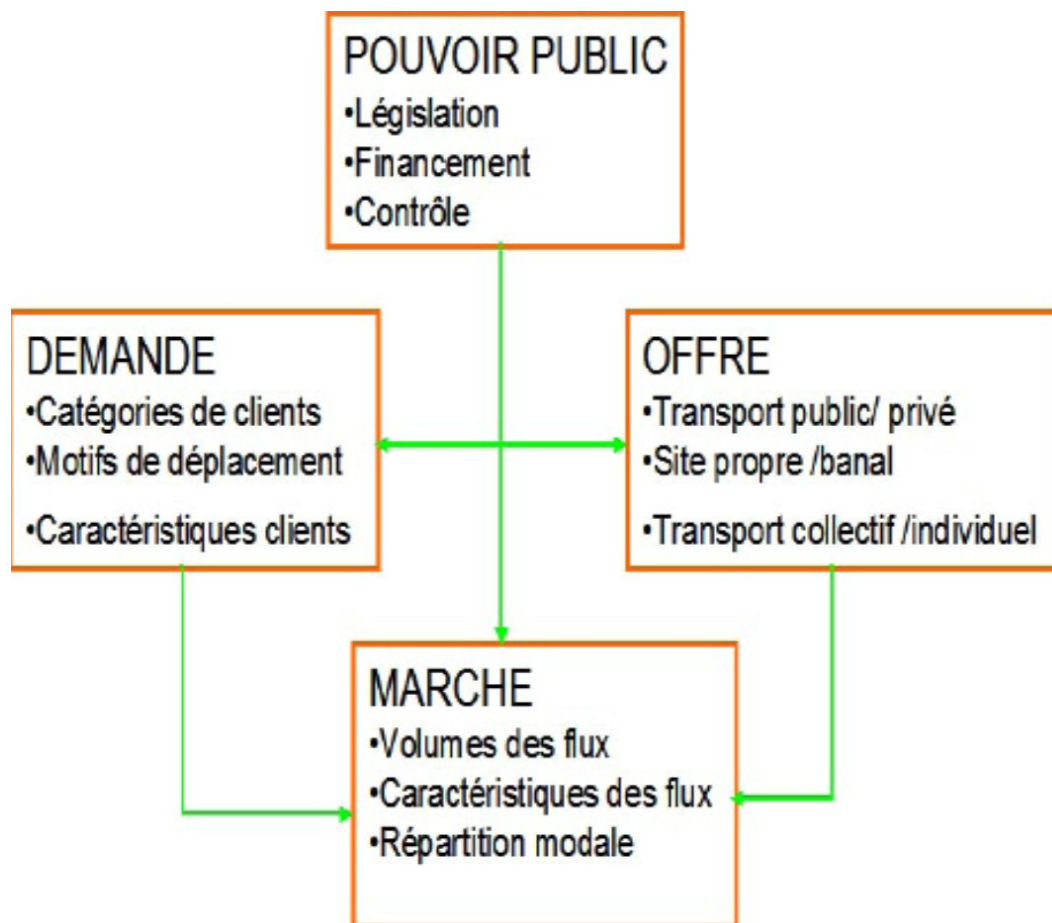 POUVOIR PUBLIC
•Législation
•Financement
•Contrôle
DEMANDE
•Catégories de clients
•Motifs de déplacement
•Caractéristiques clients
OFFRE
•Transport public/ privé
•Site propre /banal
•Transport collectif /individuel
MARCHE
•Volumes des flux
•Caractéristiques des flux
•Répartition modale